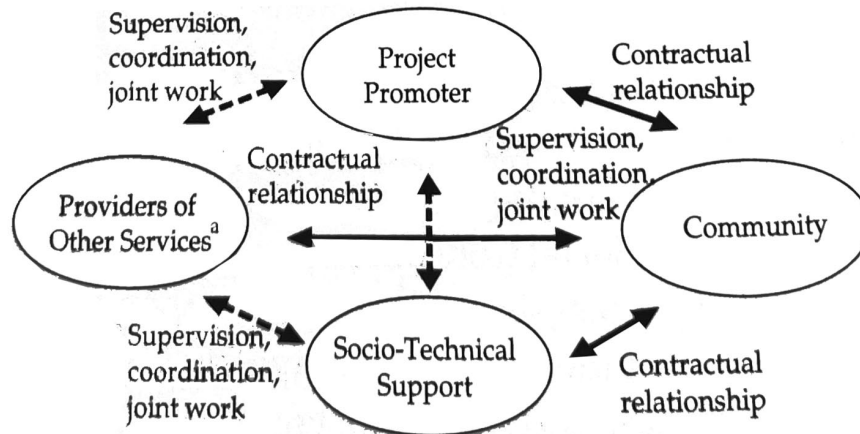 Supervision,
coordination,
joint work
Project
Promoter
Contractual
relationship
Contractual
relationship
Supervision,
coordination,
joint work
Providers of
Other Servicesᵃ
Community
Supervision,
coordination,
joint work
Socio-Technical
Support
Contractual
relationship